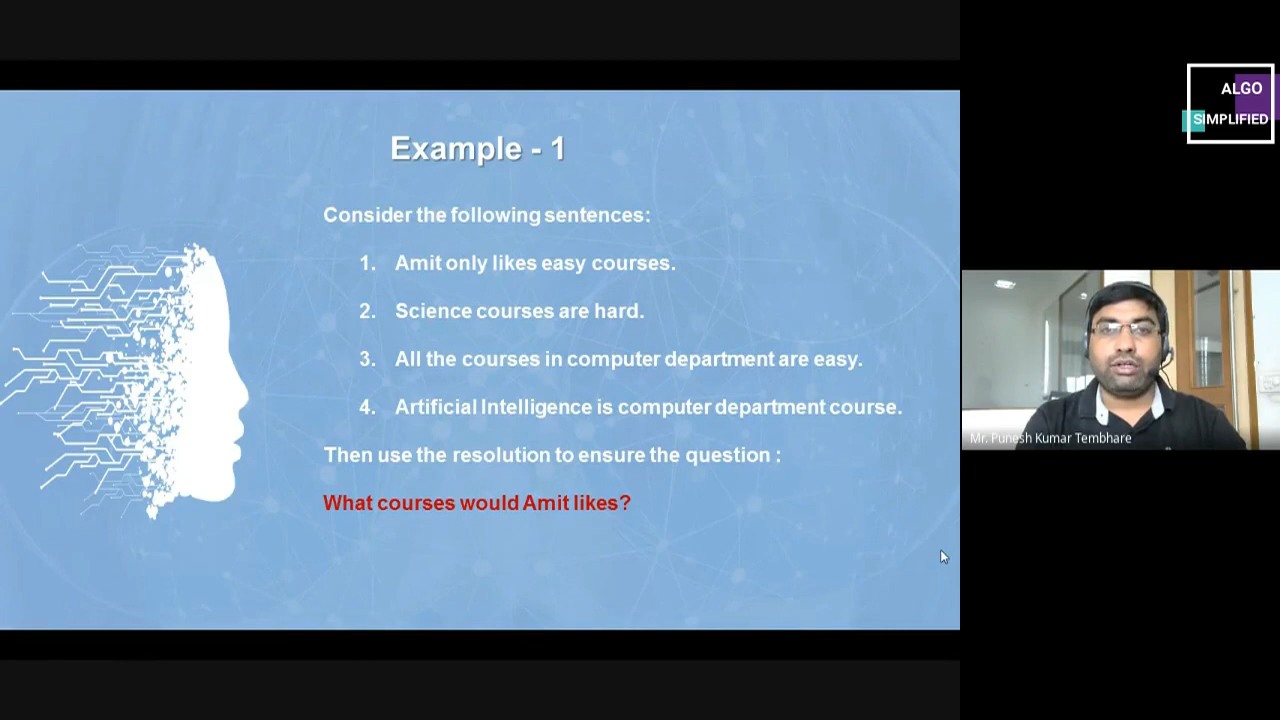 Example - 1
Consider the following sentences:
1. Amit only likes easy courses.
2. Science courses are hard.
3. All the courses in computer department are easy.
4. Artificial Intelligence is computer department course.
Then use the resolution to ensure the question :
What courses would Amit likes?
ALGO
SIMPLIFIED
Mr. Punesh Kumar Tembhare